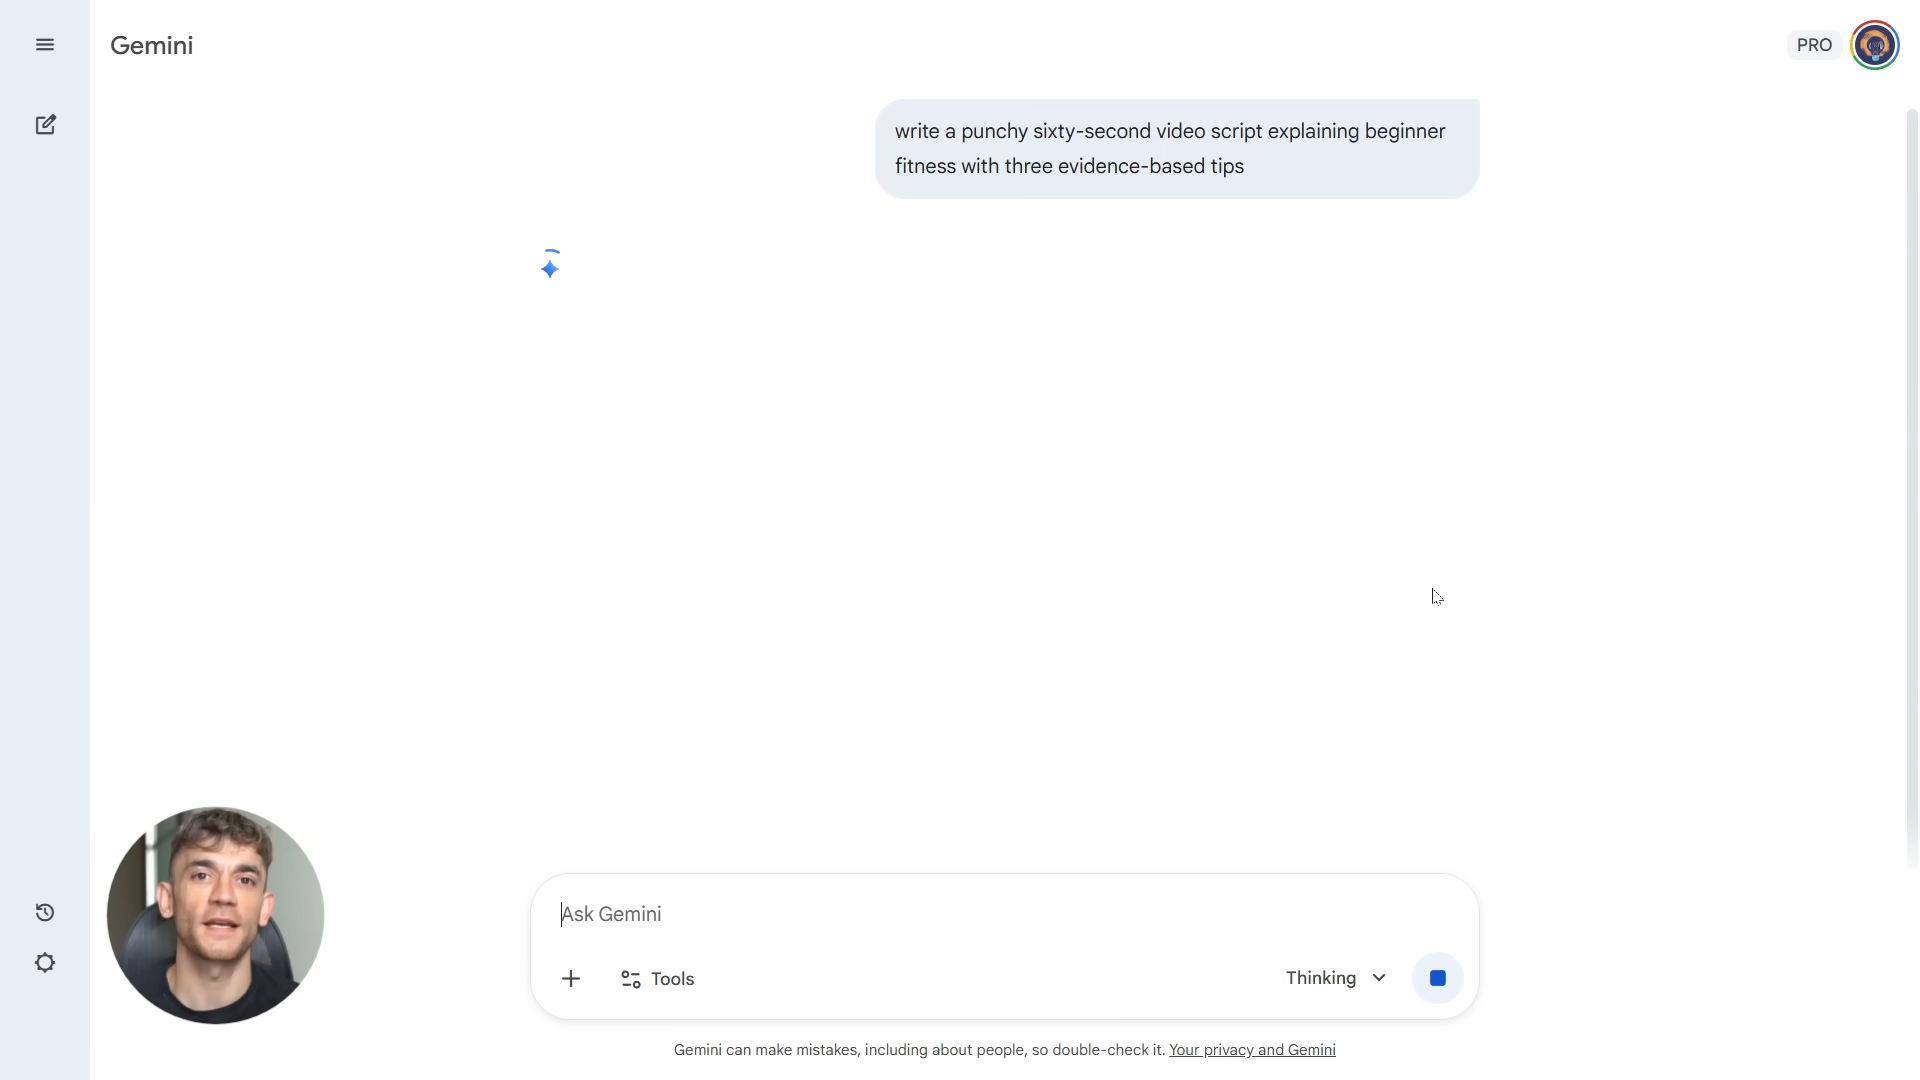 Gemini
PRO
write a punchy sixty-second video script explaining beginner
fitness with three evidence-based tips
Ask Gemini
Tools
Thinking
Gemini can make mistakes, including about people, so double-check it. Your privacy and Gemini